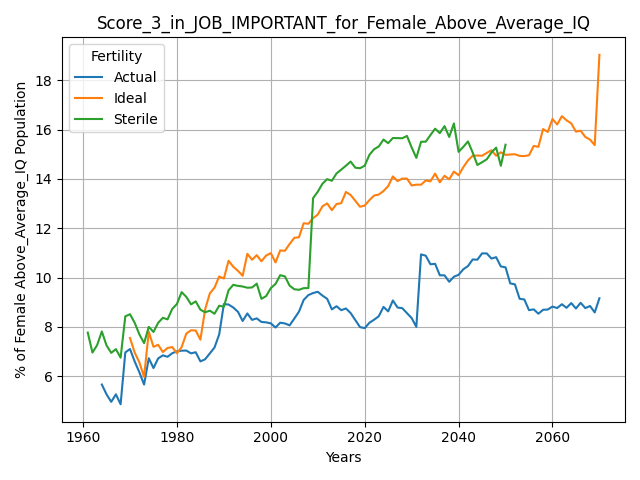 Score_3_in_JOB_IMPORTANT_for_Female_Above_Average_IQ
Fertility
Actual
Ideal
Sterile
% of Female Above_Average_IQ Population
18
16
14
12
10
8
6
1960 1980 2000 2020 2040 2060
Years